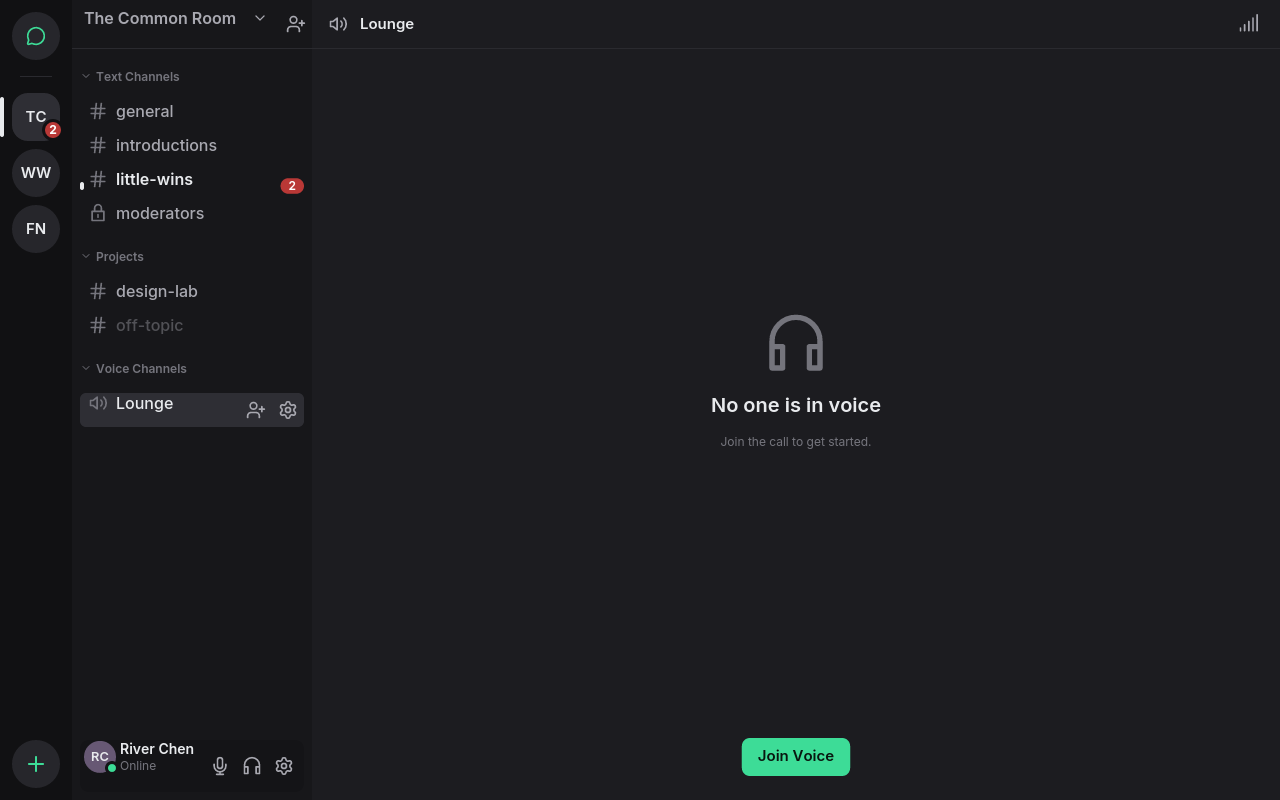 TC
2
WW
FN
The Common Room
Text Channels
general
introductions
little-wins
2
moderators
Projects
design-lab
off-topic
Voice Channels
Lounge
RC
River Chen
Online
Lounge
No one is in voice
Join the call to get started.
Join Voice